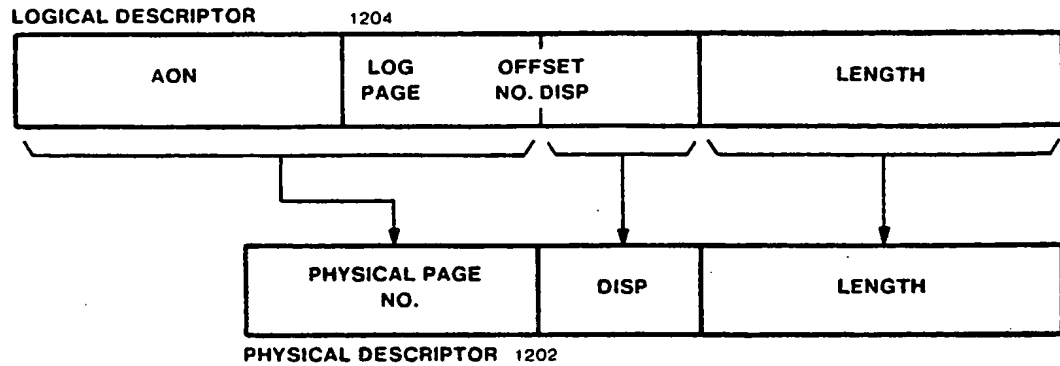 LOGICAL DESCRIPTOR 1204
AON
LOG
PAGE
OFFSET
NO. DISP
LENGTH
PHYSICAL PAGE
NO.
DISP
LENGTH
PHYSICAL DESCRIPTOR 1202